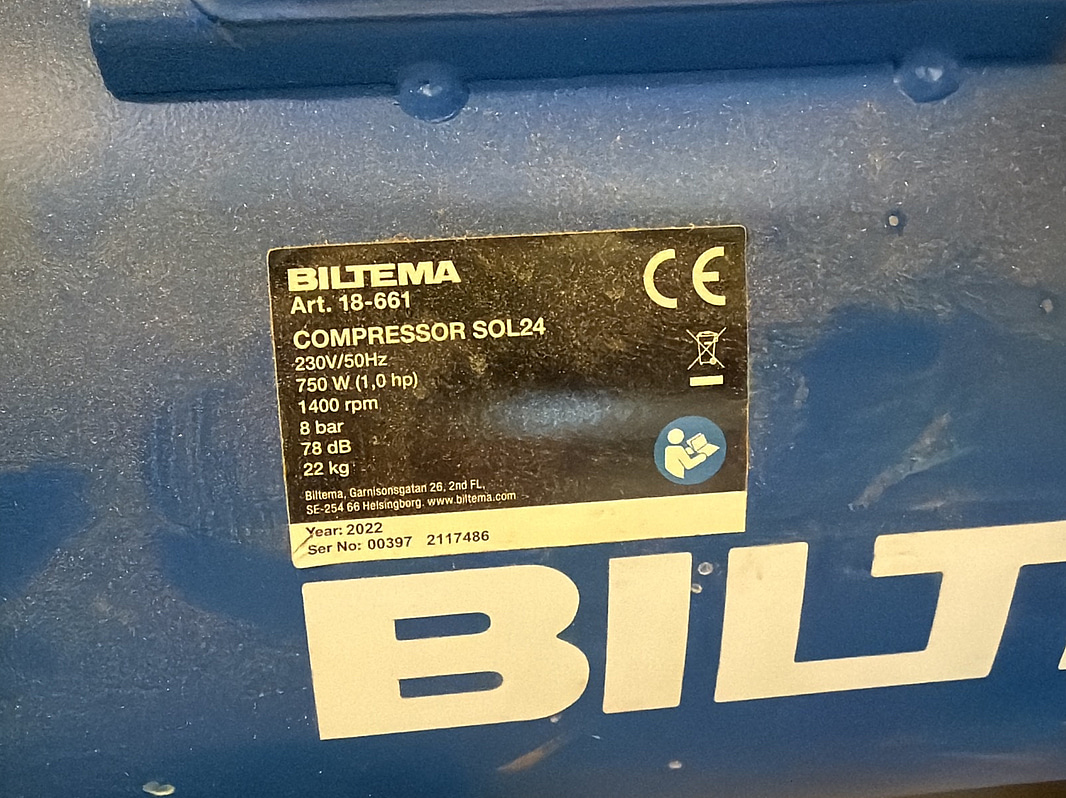 BILTEMA
Art. 18-661
COMPRESSOR SOL24
230V/50Hz
750 W (1,0 hp)
1400 rpm
8 bar
78 dB
22 kg
Biltema, Garnisonsgatan 26, 2nd FL,
SE-254 66 Helsingborg. www.biltema.com
Year: 2022
Ser No: 00397 2117486
CE
BILT